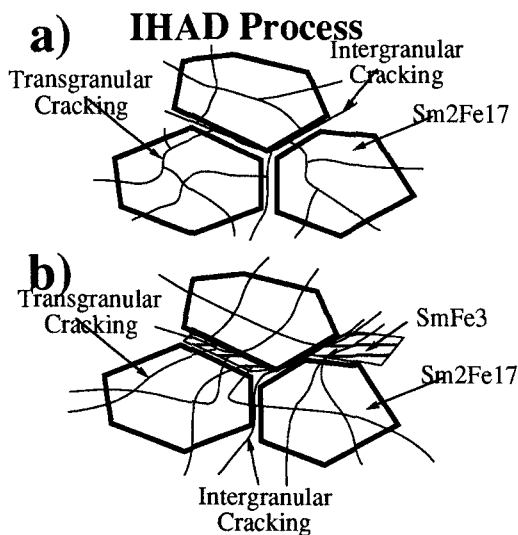 a) IHAD Process
Intergranular
Cracking
Transgranular
Cracking
Sm2Fe17
b)
Transgranular
Cracking
SmFe3
Sm2Fe17
Intergranular
Cracking